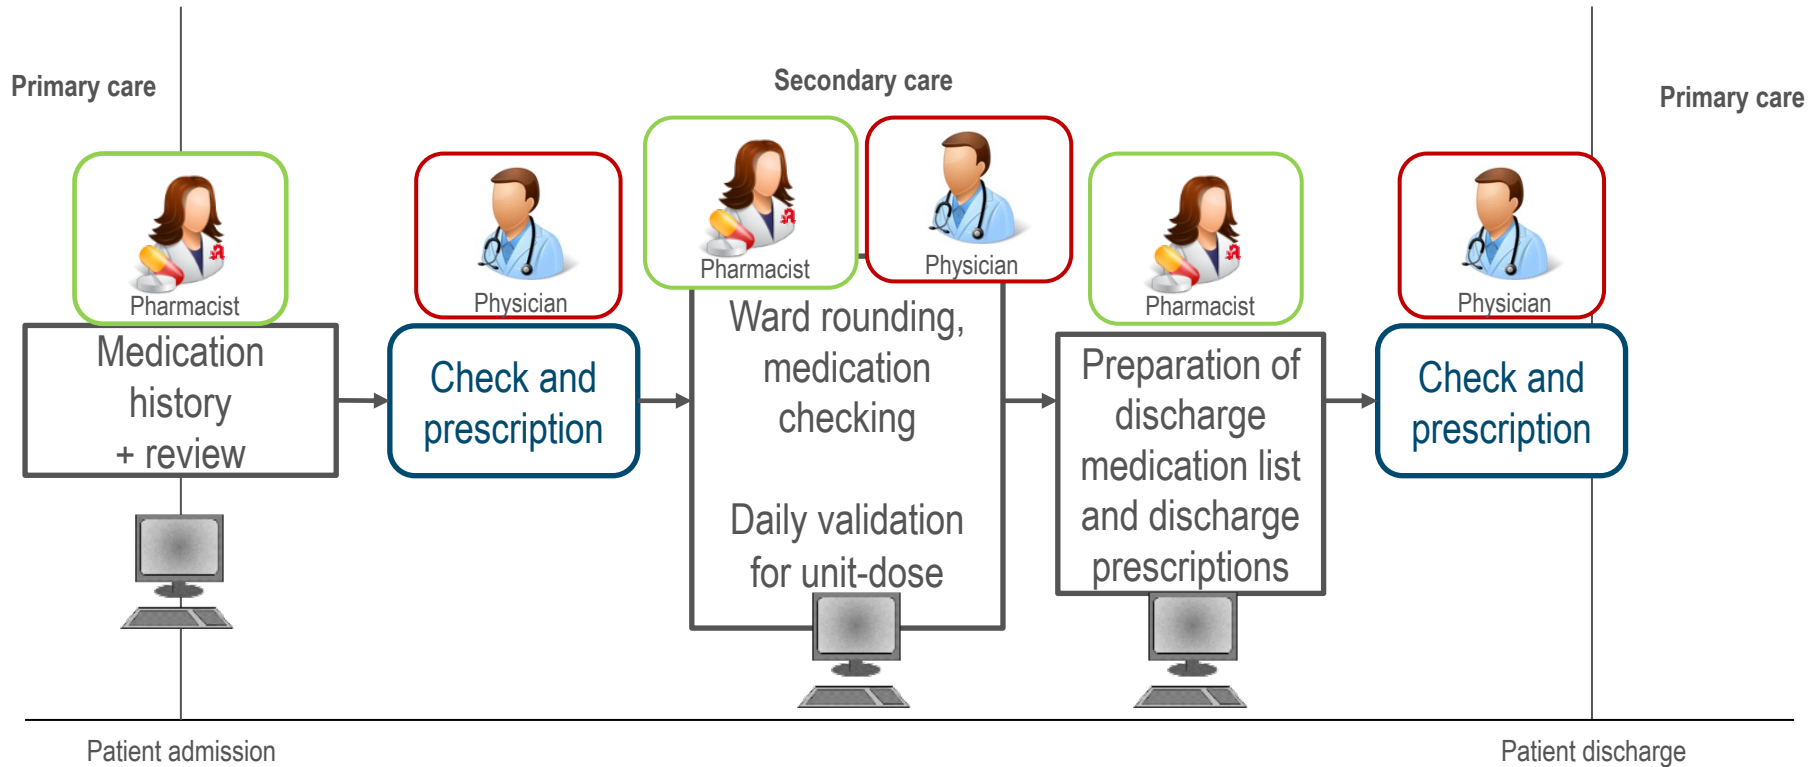 Primary care
Secondary care
Primary care
Pharmacist
Medication
history
+ review
Physician
Check and
prescription
Pharmacist
Physician
Ward rounding,
medication
checking
Daily validation
for unit-dose
Pharmacist
Preparation of
discharge
medication list
and discharge
prescriptions
Physician
Check and
prescription
Patient admission
Patient discharge